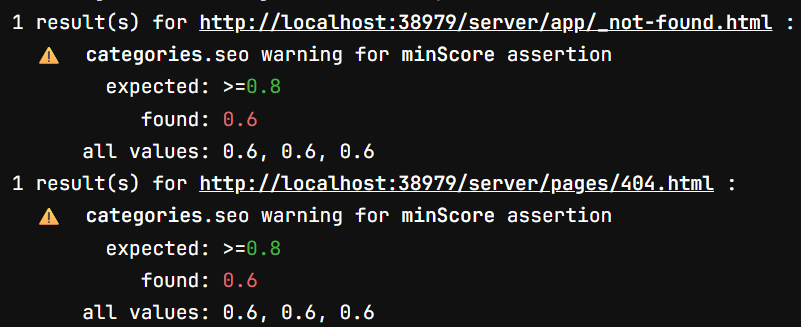 1 result(s) for http://localhost:38979/server/app/_not-found.html :
⚠️ categories.seo warning for minScore assertion
expected: >=0.8
found: 0.6
all values: 0.6, 0.6, 0.6
1 result(s) for http://localhost:38979/server/pages/404.html :
⚠️ categories.seo warning for minScore assertion
expected: >=0.8
found: 0.6
all values: 0.6, 0.6, 0.6